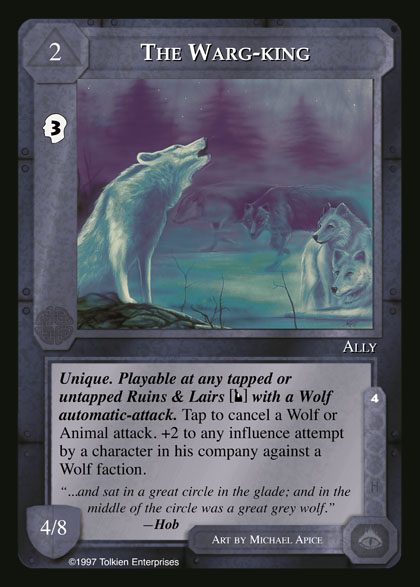 2
THE WARG-KING
3
ALLY
Unique. Playable at any tapped or
untapped Ruins & Lairs [] with a Wolf
automatic-attack. Tap to cancel a Wolf or
Animal attack. +2 to any influence attempt
by a character in his company against a
Wolf faction.
4
“...and sat in a great circle in the glade; and in the
middle of the circle was a great grey wolf.”
—Hob
H
4/8
ART BY MICHAEL APICE
©1997 Tolkien Enterprises